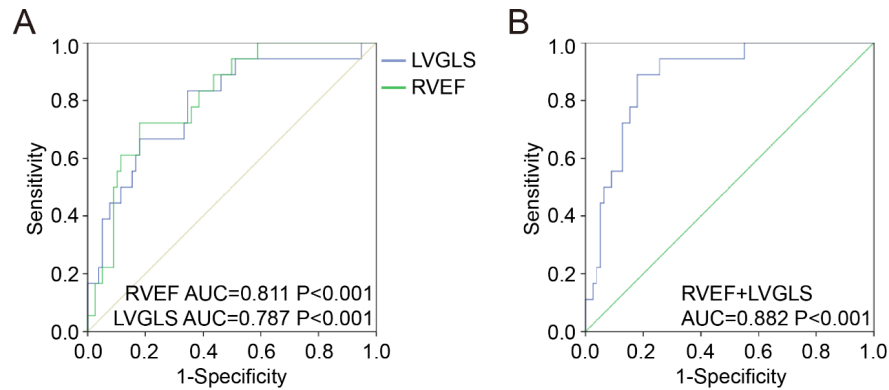 A
1.0
0.8
0.6
0.4
0.2
0.0
Sensitivity
0.0 0.2 0.4 0.6 0.8 1.0
1-Specificity
RVEF AUC=0.811 P<0.001
LVGLS AUC=0.787 P<0.001
LVGLS
RVEF
B
1.0
0.8
0.6
0.4
0.2
0.0
Sensitivity
0.0 0.2 0.4 0.6 0.8 1.0
1-Specificity
RVEF+LVGLS
AUC=0.882 P<0.001